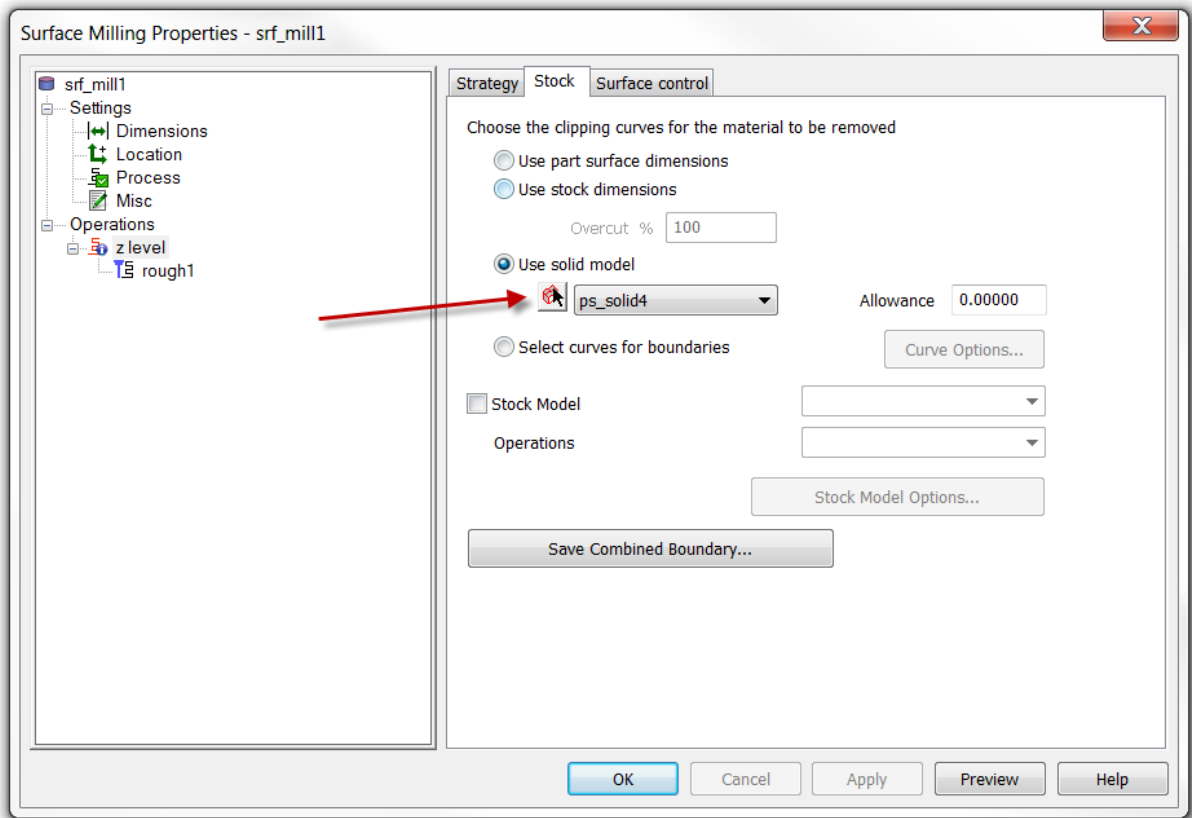 Surface Milling Properties - srf_mill1
srf_mill1
Settings
Dimensions
Location
Process
Misc
Operations
z level
rough1
Strategy Stock Surface control
Choose the clipping curves for the material to be removed
Use part surface dimensions
Use stock dimensions
Overcut % 100
Use solid model
ps_solid4 Allowance 0.00000
Select curves for boundaries Curve Options...
Stock Model
Operations
Stock Model Options...
Save Combined Boundary...
OK Cancel Apply Preview Help